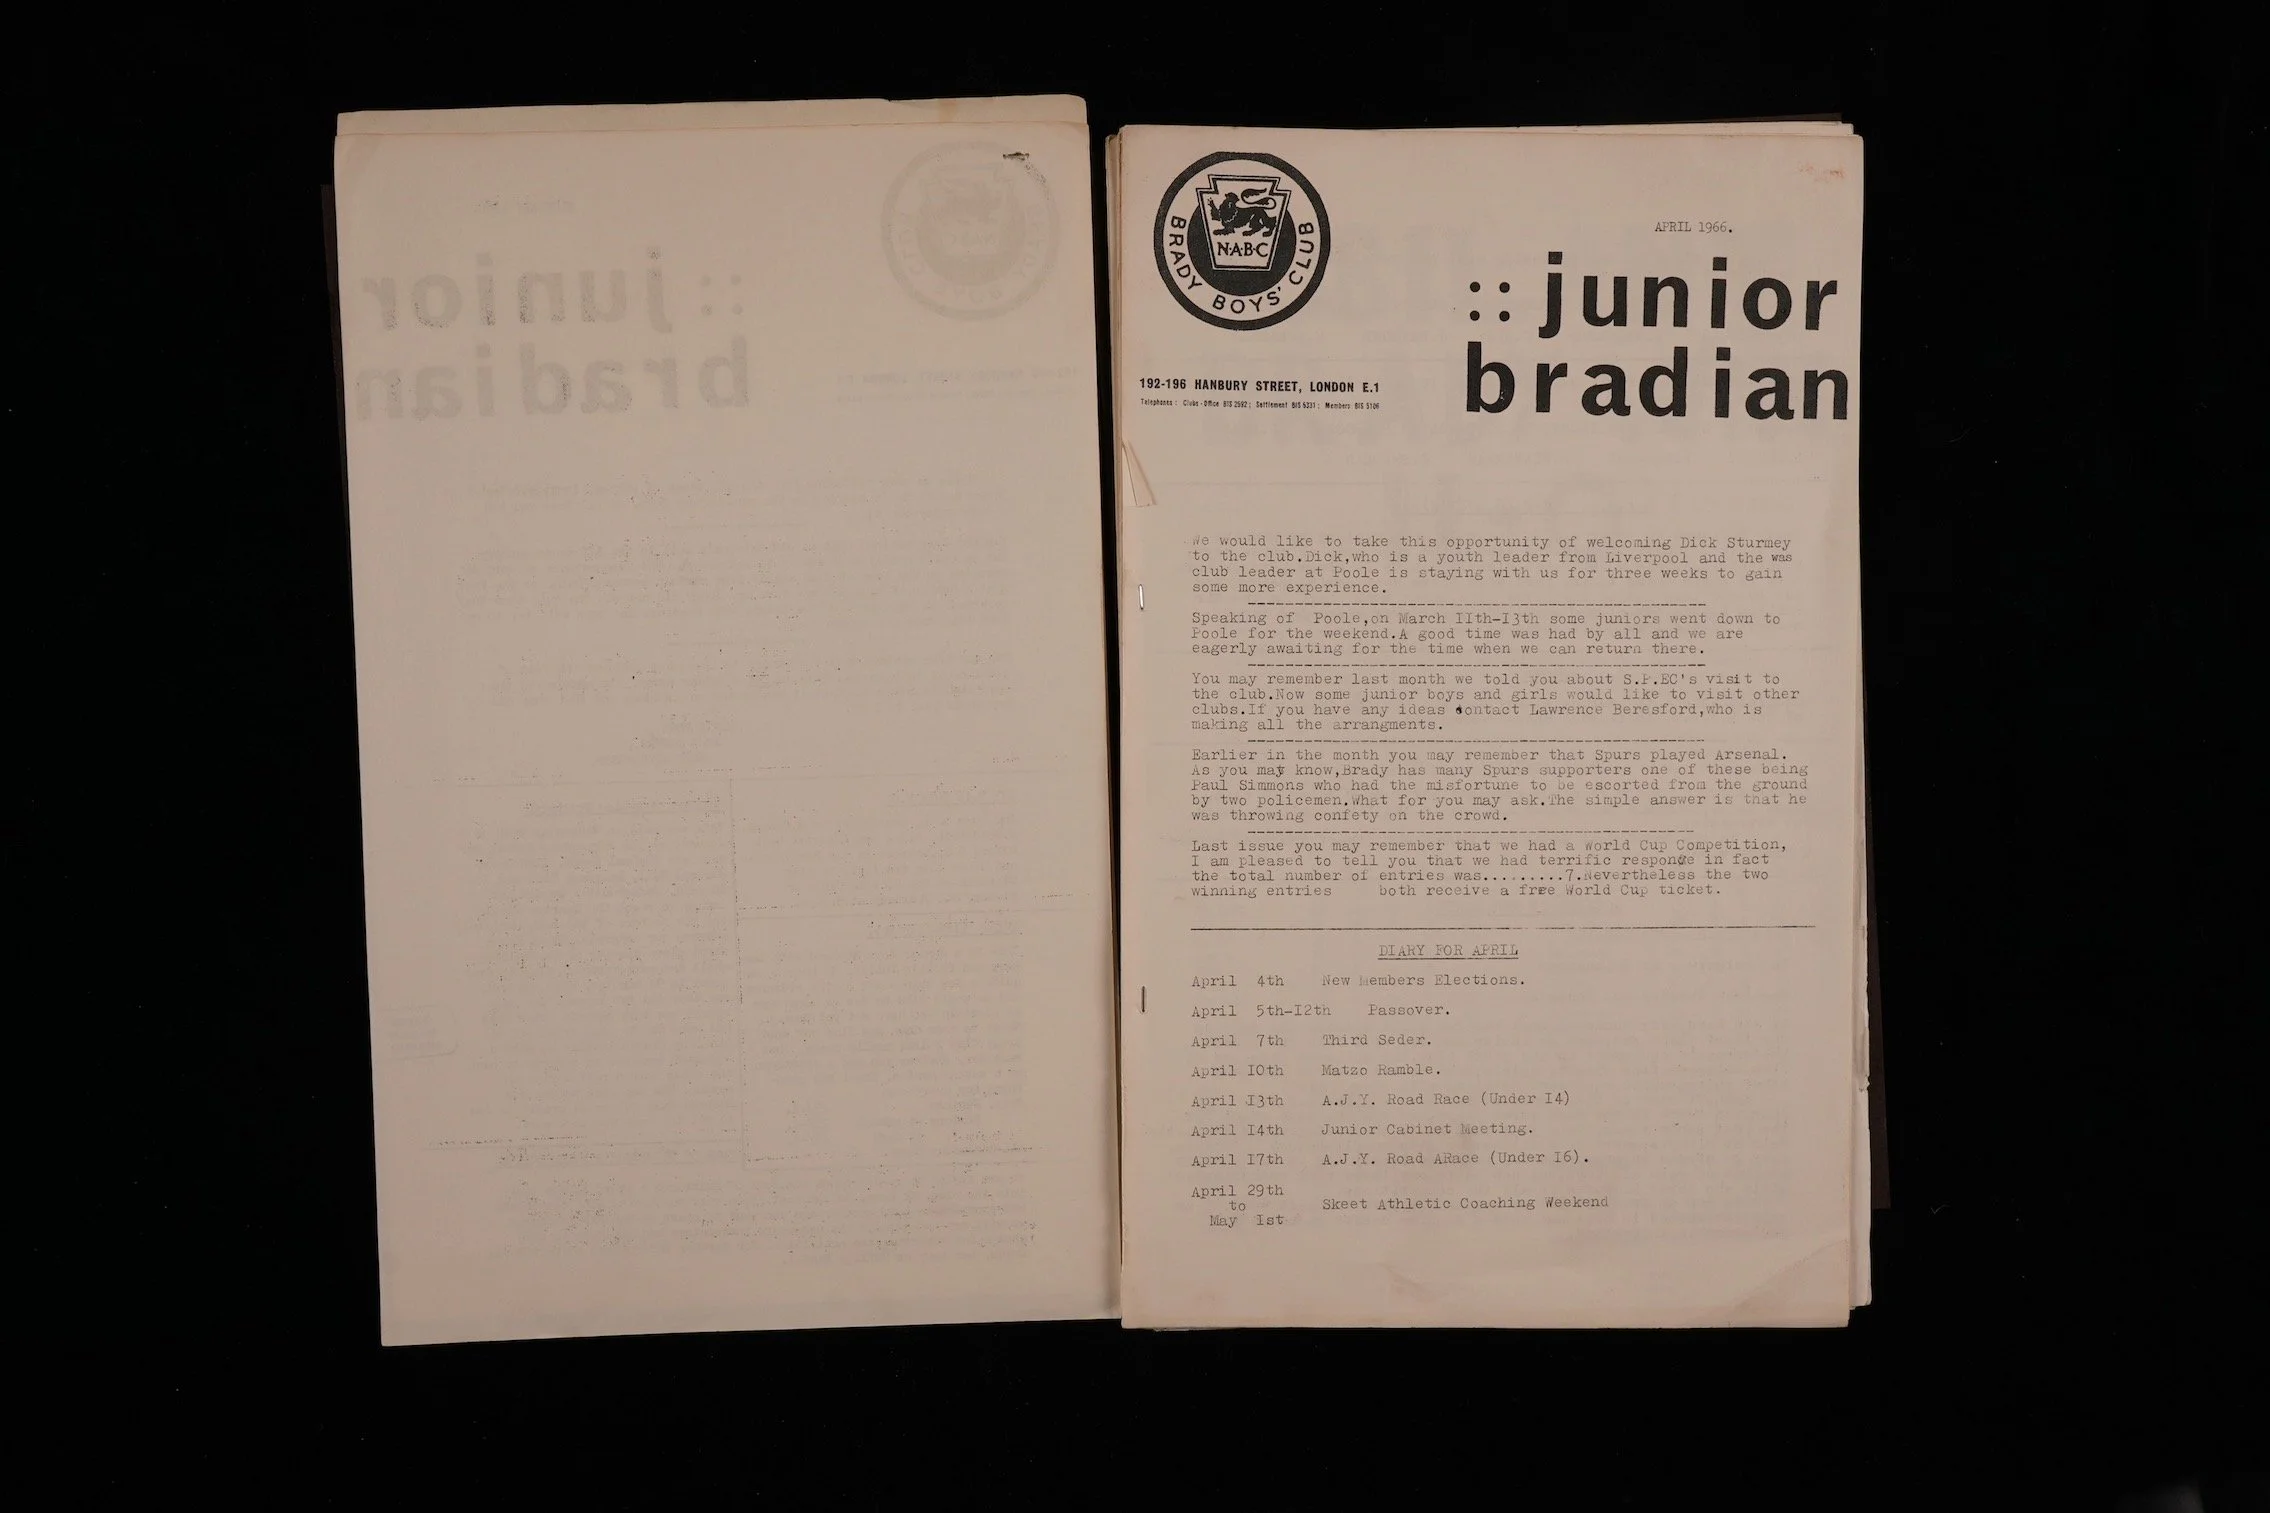 N·A·B·C
BRADY BOYS' CLUB
APRIL 1966.
:: junior
bradian
192-196 HANBURY STREET, LONDON E.1
Telephones : Clubs - Office BIS 2592 ; Settlement BIS 5331 ; Members BIS 5106
We would like to take this opportunity of welcoming Dick Sturmey
to the club.Dick,who is a youth leader from Liverpool and the was
club leader at Poole is staying with us for three weeks to gain
some more experience.
Speaking of Poole,on March IIth-I3th some juniors went down to
Poole for the weekend.A good time was had by all and we are
eagerly awaiting for the time when we can return there.
You may remember last month we told you about S.P.EC's visit to
the club.Now some junior boys and girls would like to visit other
clubs.If you have any ideas contact Lawrence Beresford,who is
making all the arrangments.
Earlier in the month you may remember that Spurs played Arsenal.
As you may know,Brady has many Spurs supporters one of these being
Paul Simmons who had the misfortune to be escorted from the ground
by two policemen.What for you may ask.The simple answer is that he
was throwing confety on the crowd.
Last issue you may remember that we had a World Cup Competition,
I am pleased to tell you that we had terrific response in fact
the total number of entries was.........7.Nevertheless the two
winning entries both receive a free World Cup ticket.
DIARY FOR APRIL
April 4th New Members Elections.
April 5th-I2th Passover.
April 7th Third Seder.
April I0th Matzo Ramble.
April I3th A.J.Y. Road Race (Under I4)
April I4th Junior Cabinet Meeting.
April I7th A.J.Y. Road ARace (Under I6).
April 29th
to Skeet Athletic Coaching Weekend
May Ist